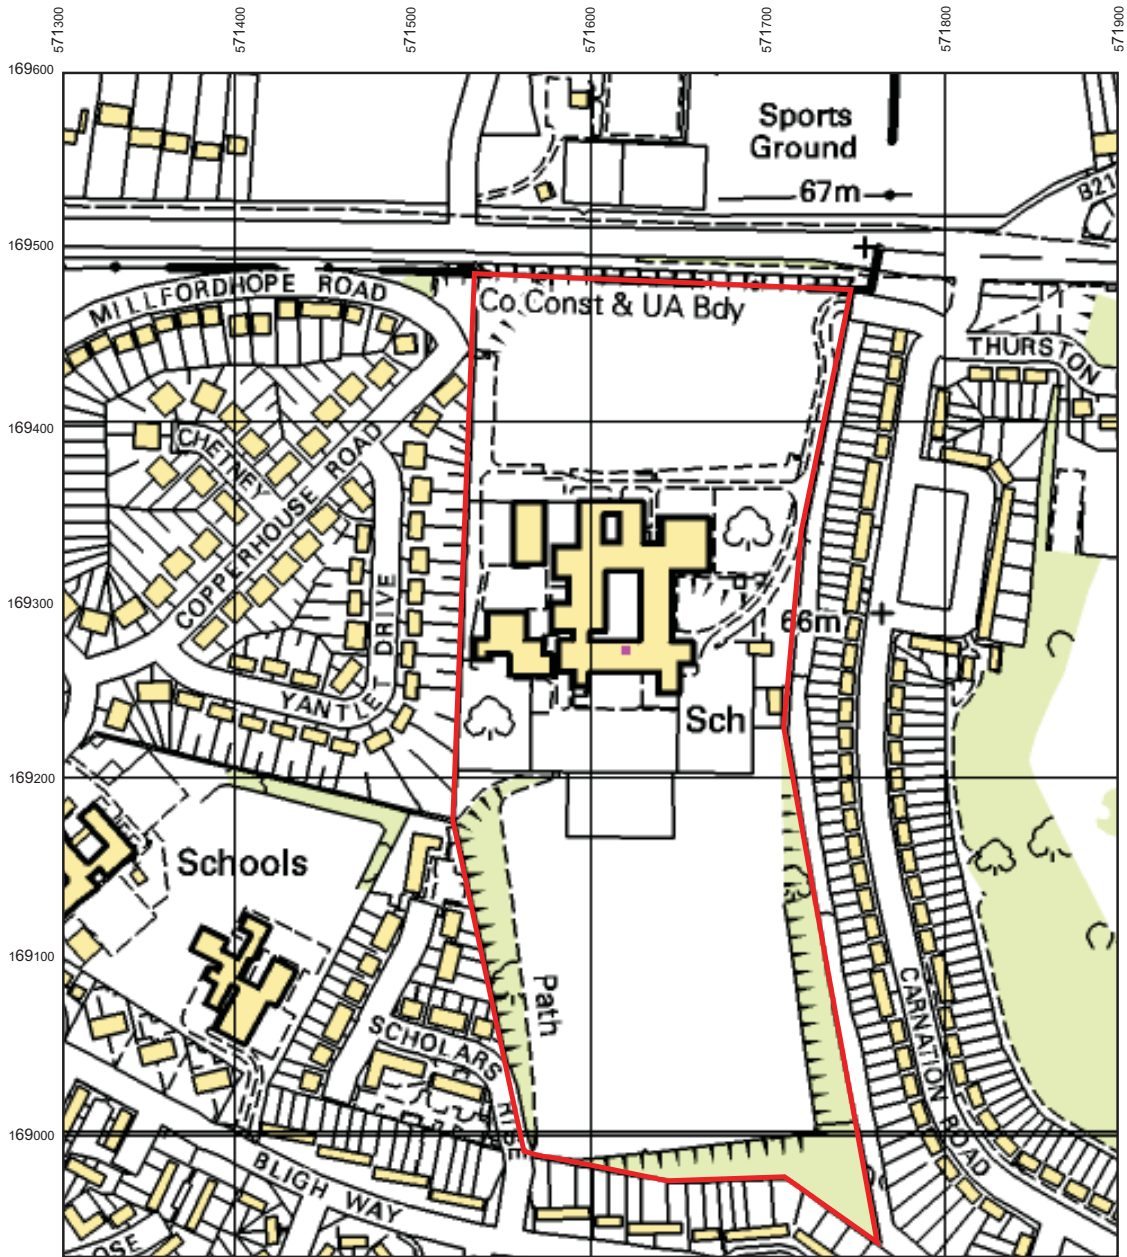 571300
571400
571500
571600
571700
571800
571900
169600
Sports
Ground
67m
B21
169500
MILLFORDHOPE ROAD
Co Const & UA Bdy
THURSTON
169400
CHETNEY
COPPERHOUSE ROAD
169300
66m
YANTLET DRIVE
Sch
169200
Schools
169100
Path
CARNATION ROAD
SCHOLARS RISE
169000
BLIGH WAY
OSE